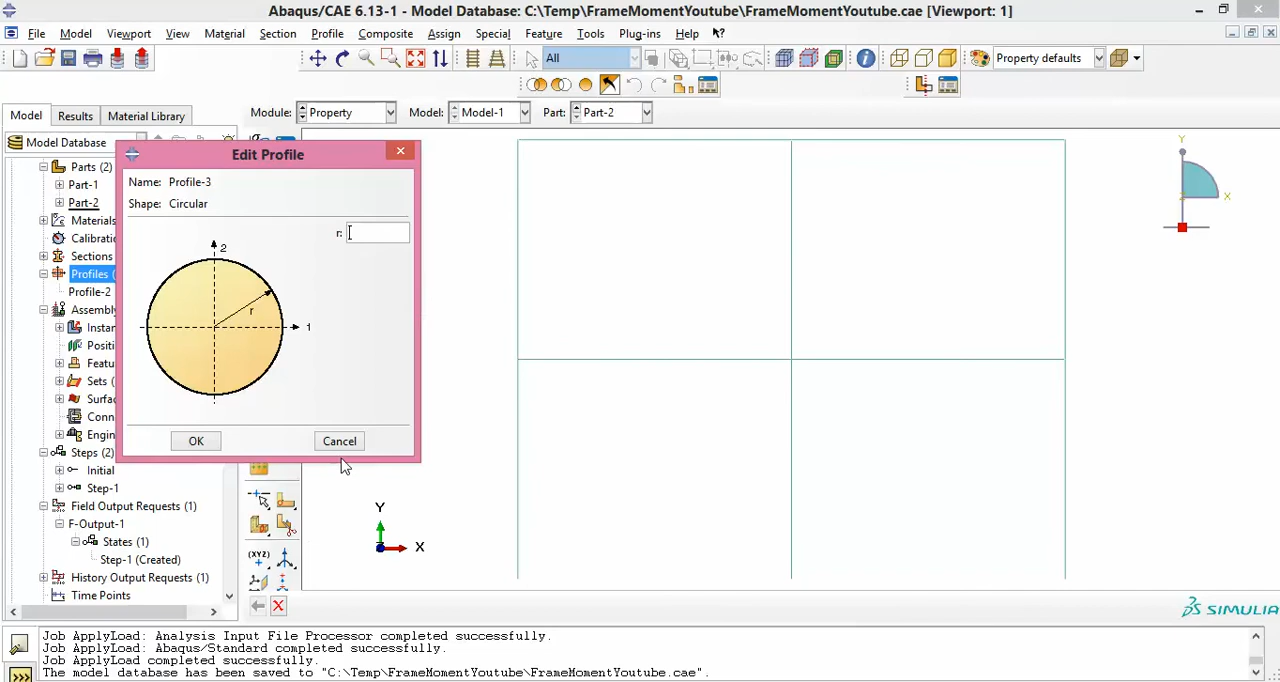 Abaqus/CAE 6.13-1 - Model Database: C:\Temp\FrameMomentYoutube\FrameMomentYoutube.cae [Viewport: 1]
File Model Viewport View Material Section Profile Composite Assign Special Feature Tools Plug-ins Help
All Property defaults
Model Results Material Library Module: Property Model: Model-1 Part: Part-2
Model Database
Parts (2)
Part-1
Part-2
Materials
Calibratio
Sections
Profiles (
Profile-2
Assembly
Instan
Positi
Featu
Sets (
Surfa
Conn
Engin
Steps (2)
Initial
Step-1
Field Output Requests (1)
F-Output-1
States (1)
Step-1 (Created)
History Output Requests (1)
Time Points
Edit Profile
Name: Profile-3
Shape: Circular
r:
2
r
1
OK Cancel
(XYZ)
Y
X
Z
Y
X
Z
SIMULIA
Job ApplyLoad: Analysis Input File Processor completed successfully.
Job ApplyLoad: Abaqus/Standard completed successfully.
Job ApplyLoad completed successfully.
The model database has been saved to "C:\Temp\FrameMomentYoutube\FrameMomentYoutube.cae".
>>>